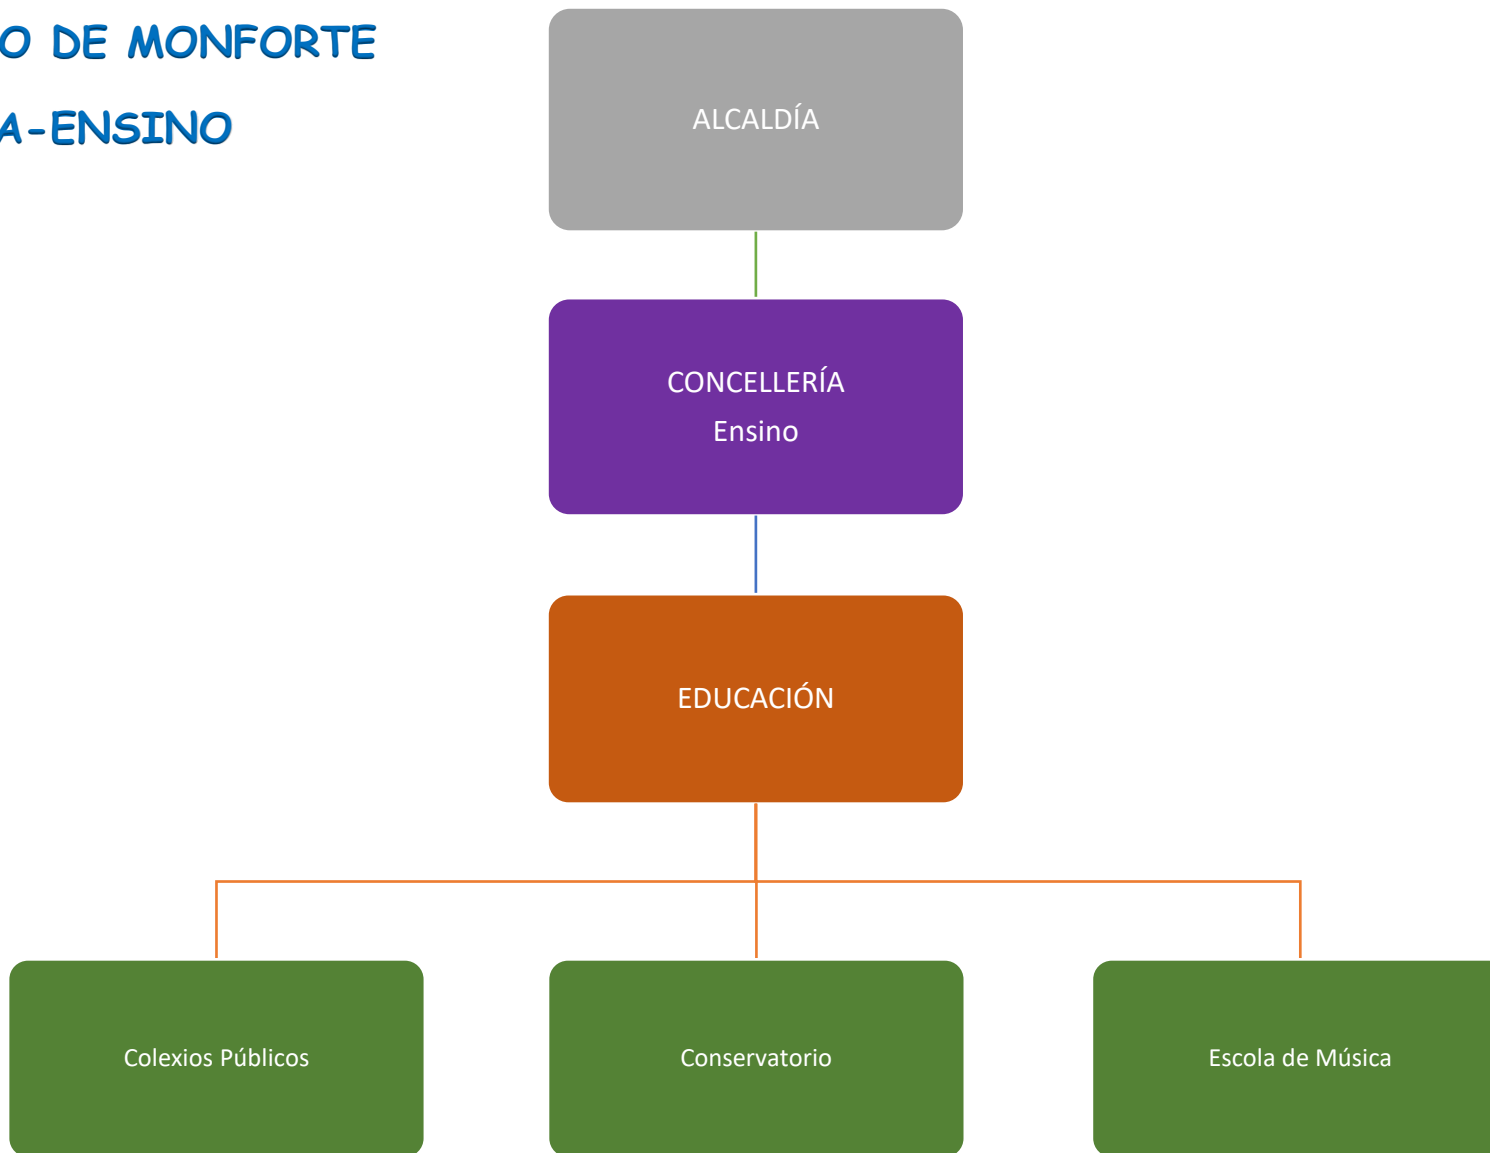 O DE MONFORTE
A-ENSINO
ALCALDÍA
CONCELLERÍA
Ensino
EDUCACIÓN
Colexios Públicos
Conservatorio
Escola de Música